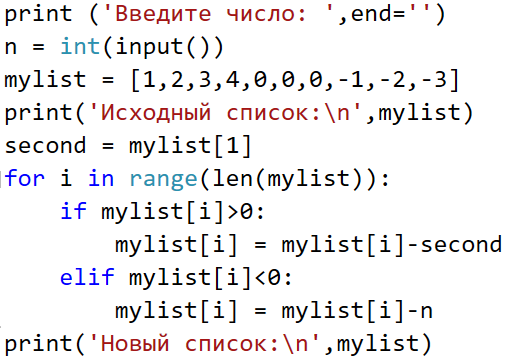 print ('Введите число: ',end='')
n = int(input())
mylist = [1,2,3,4,0,0,0,-1,-2,-3]
print('Исходный список:\n',mylist)
second = mylist[1]
for i in range(len(mylist)):
    if mylist[i]>0:
        mylist[i] = mylist[i]-second
    elif mylist[i]<0:
        mylist[i] = mylist[i]-n
print('Новый список:\n',mylist)